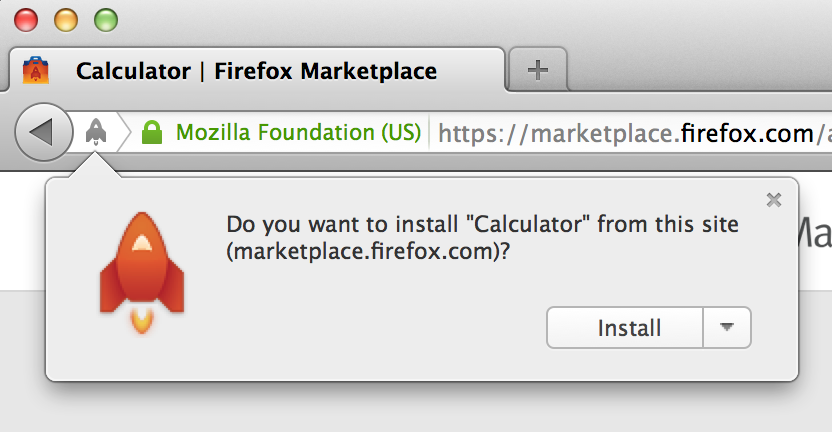 Calculator | Firefox Marketplace
Mozilla Foundation (US) https://marketplace.firefox.com/
Do you want to install "Calculator" from this site
(marketplace.firefox.com)?
Install